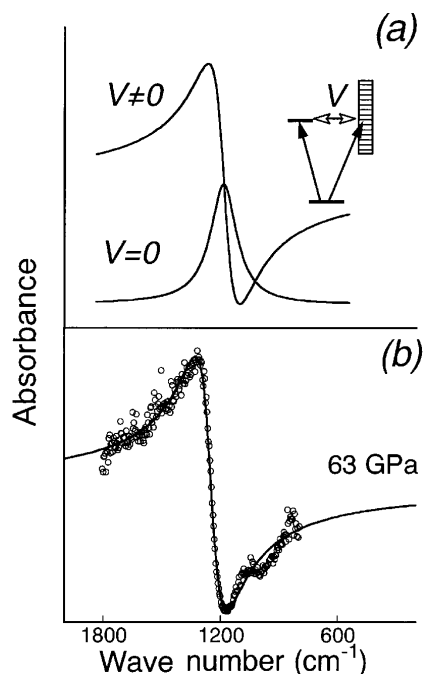 (a)
V≠0
V
V=0
Absorbance
(b)
63 GPa
1800 1200 600
Wave number (cm⁻¹)